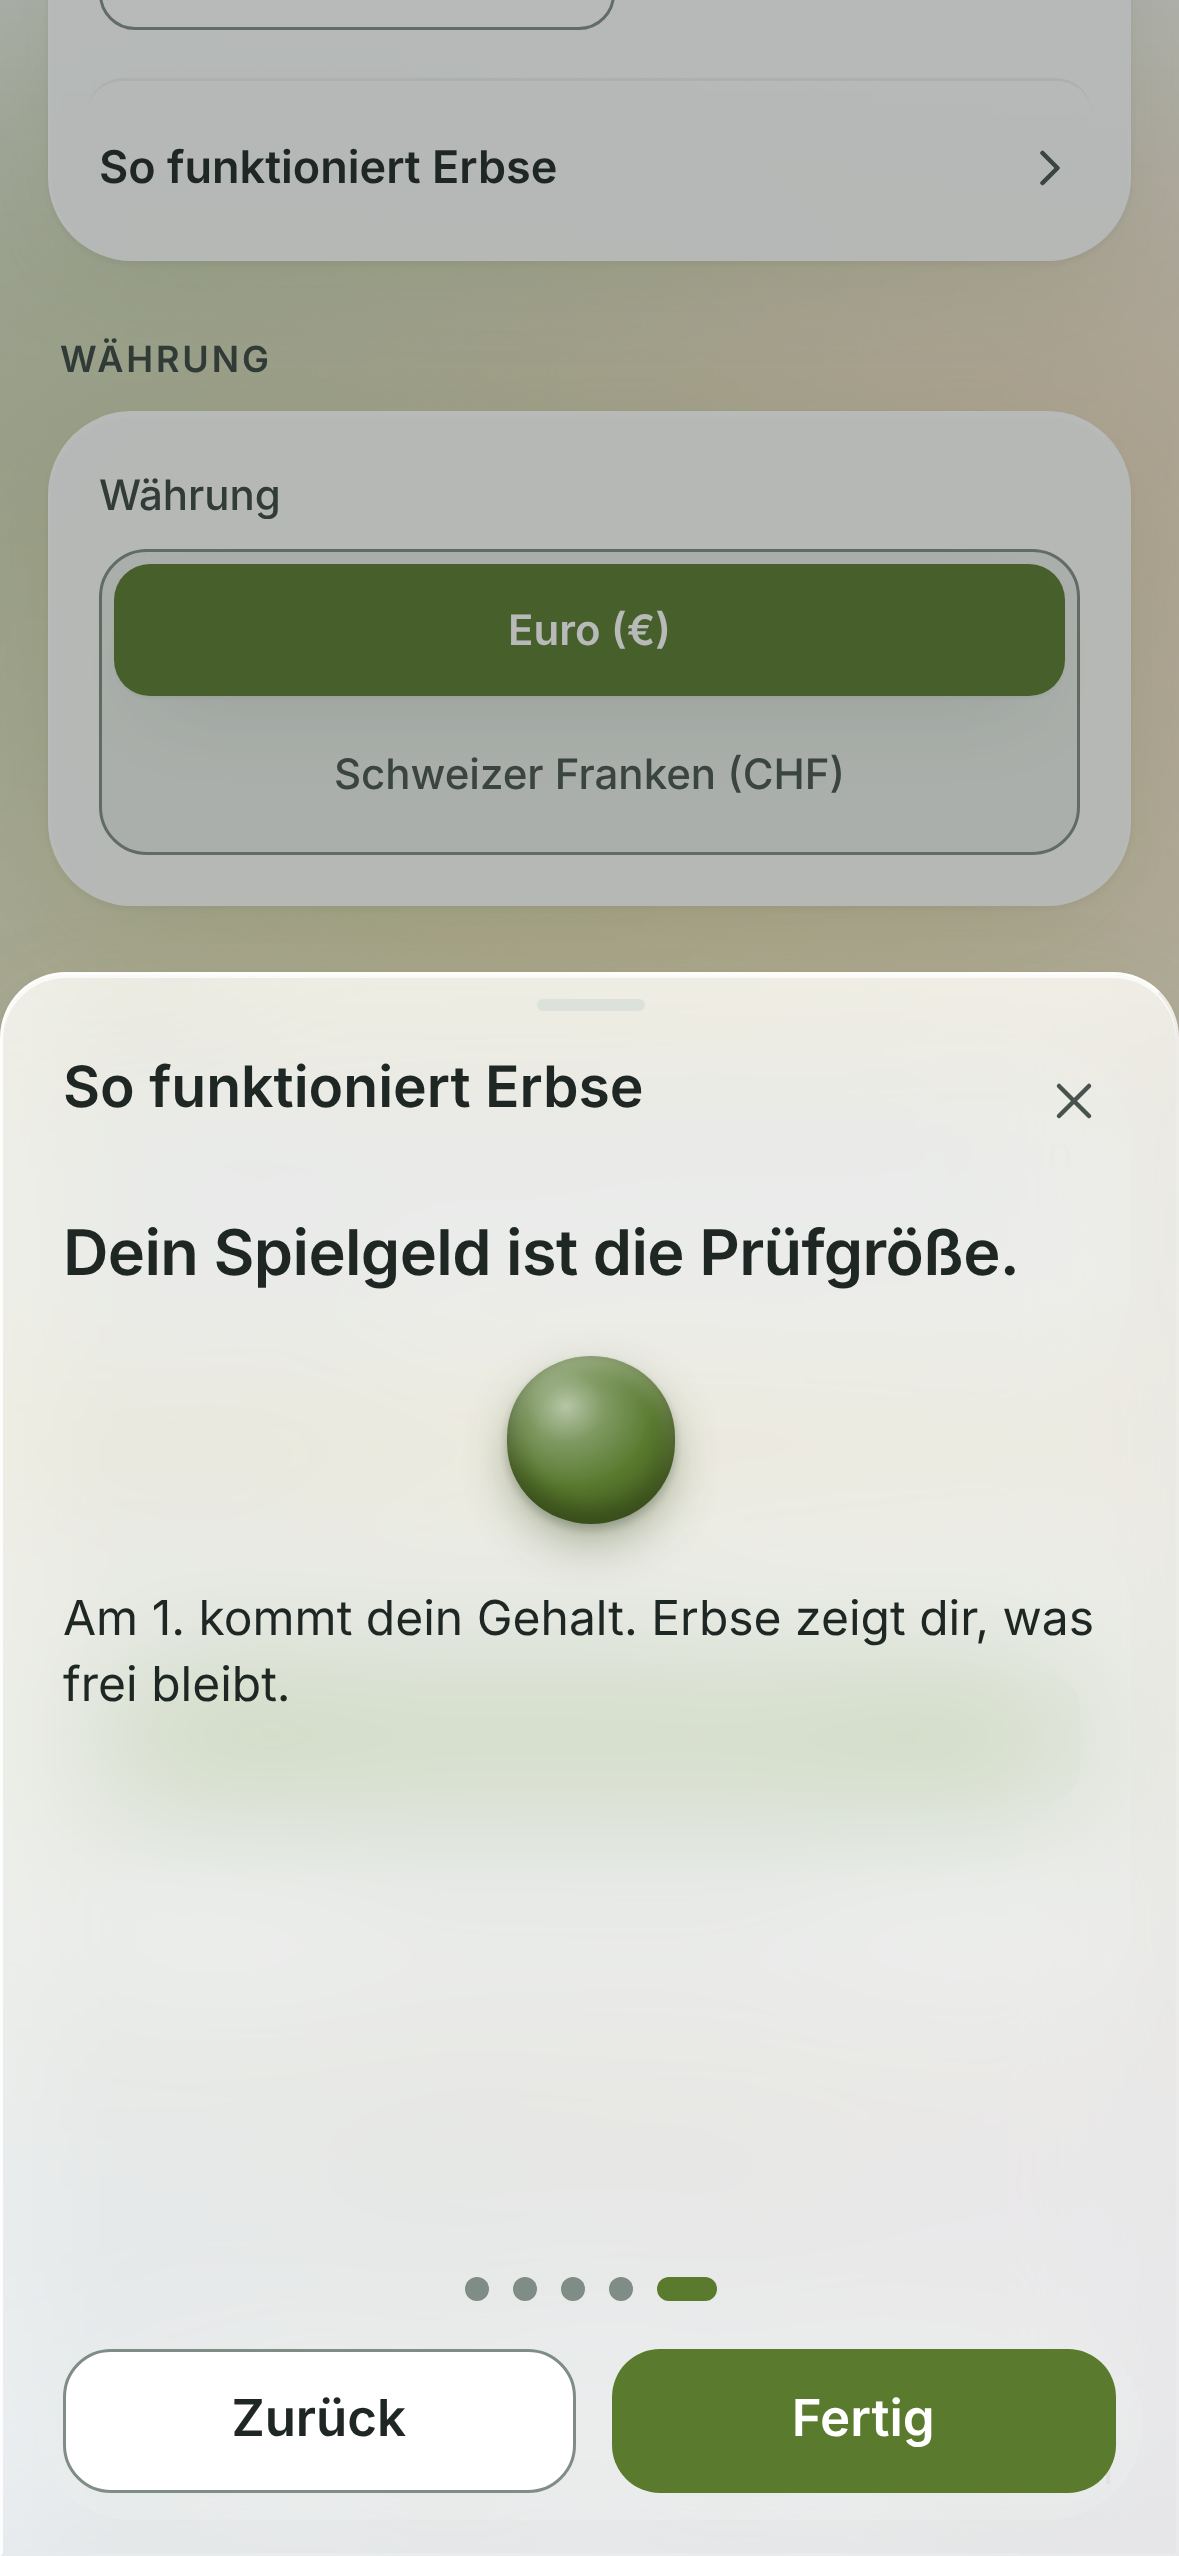 So funktioniert Erbse
WÄHRUNG
Währung
Euro (€)
Schweizer Franken (CHF)
So funktioniert Erbse
Dein Spielgeld ist die Prüfgröße.
Am 1. kommt dein Gehalt. Erbse zeigt dir, was
frei bleibt.
Zurück
Fertig